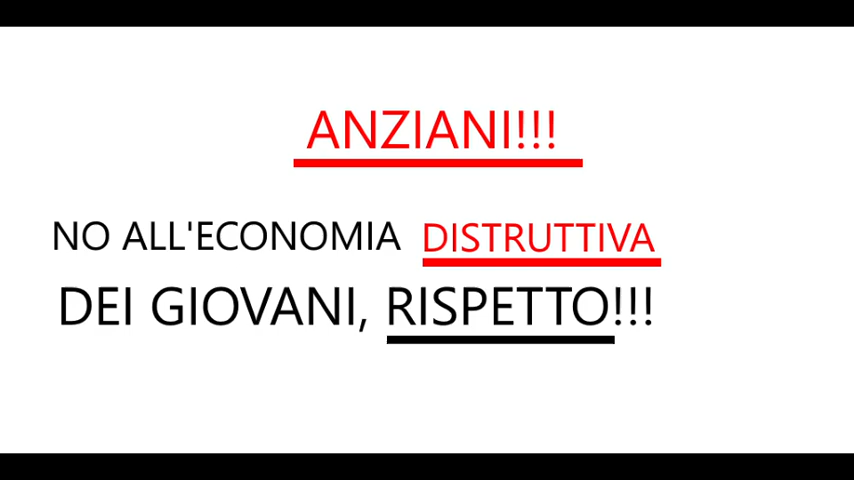 ANZIANI!!!
NO ALL'ECONOMIA DISTRUTTIVA
DEI GIOVANI, RISPETTO!!!